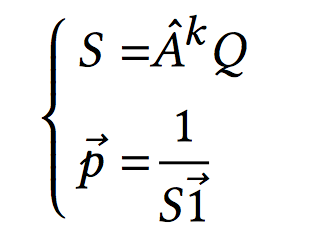 S = Â^k Q
p⃗ = 1 / S1⃗